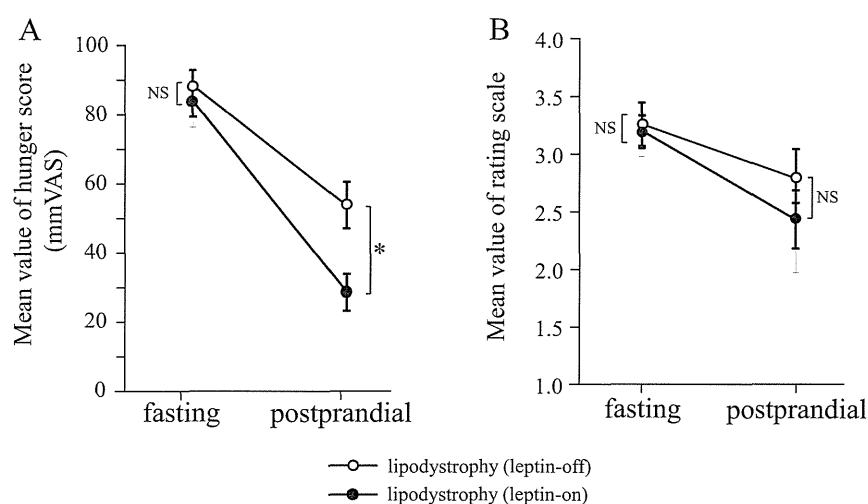 A
Mean value of hunger score
(mmVAS)
100
80
60
40
20
0
NS
*
fasting
postprandial
B
Mean value of rating scale
4.0
3.5
3.0
2.5
2.0
1.5
1.0
NS
NS
fasting
postprandial
lipodystrophy (leptin-off)
lipodystrophy (leptin-on)